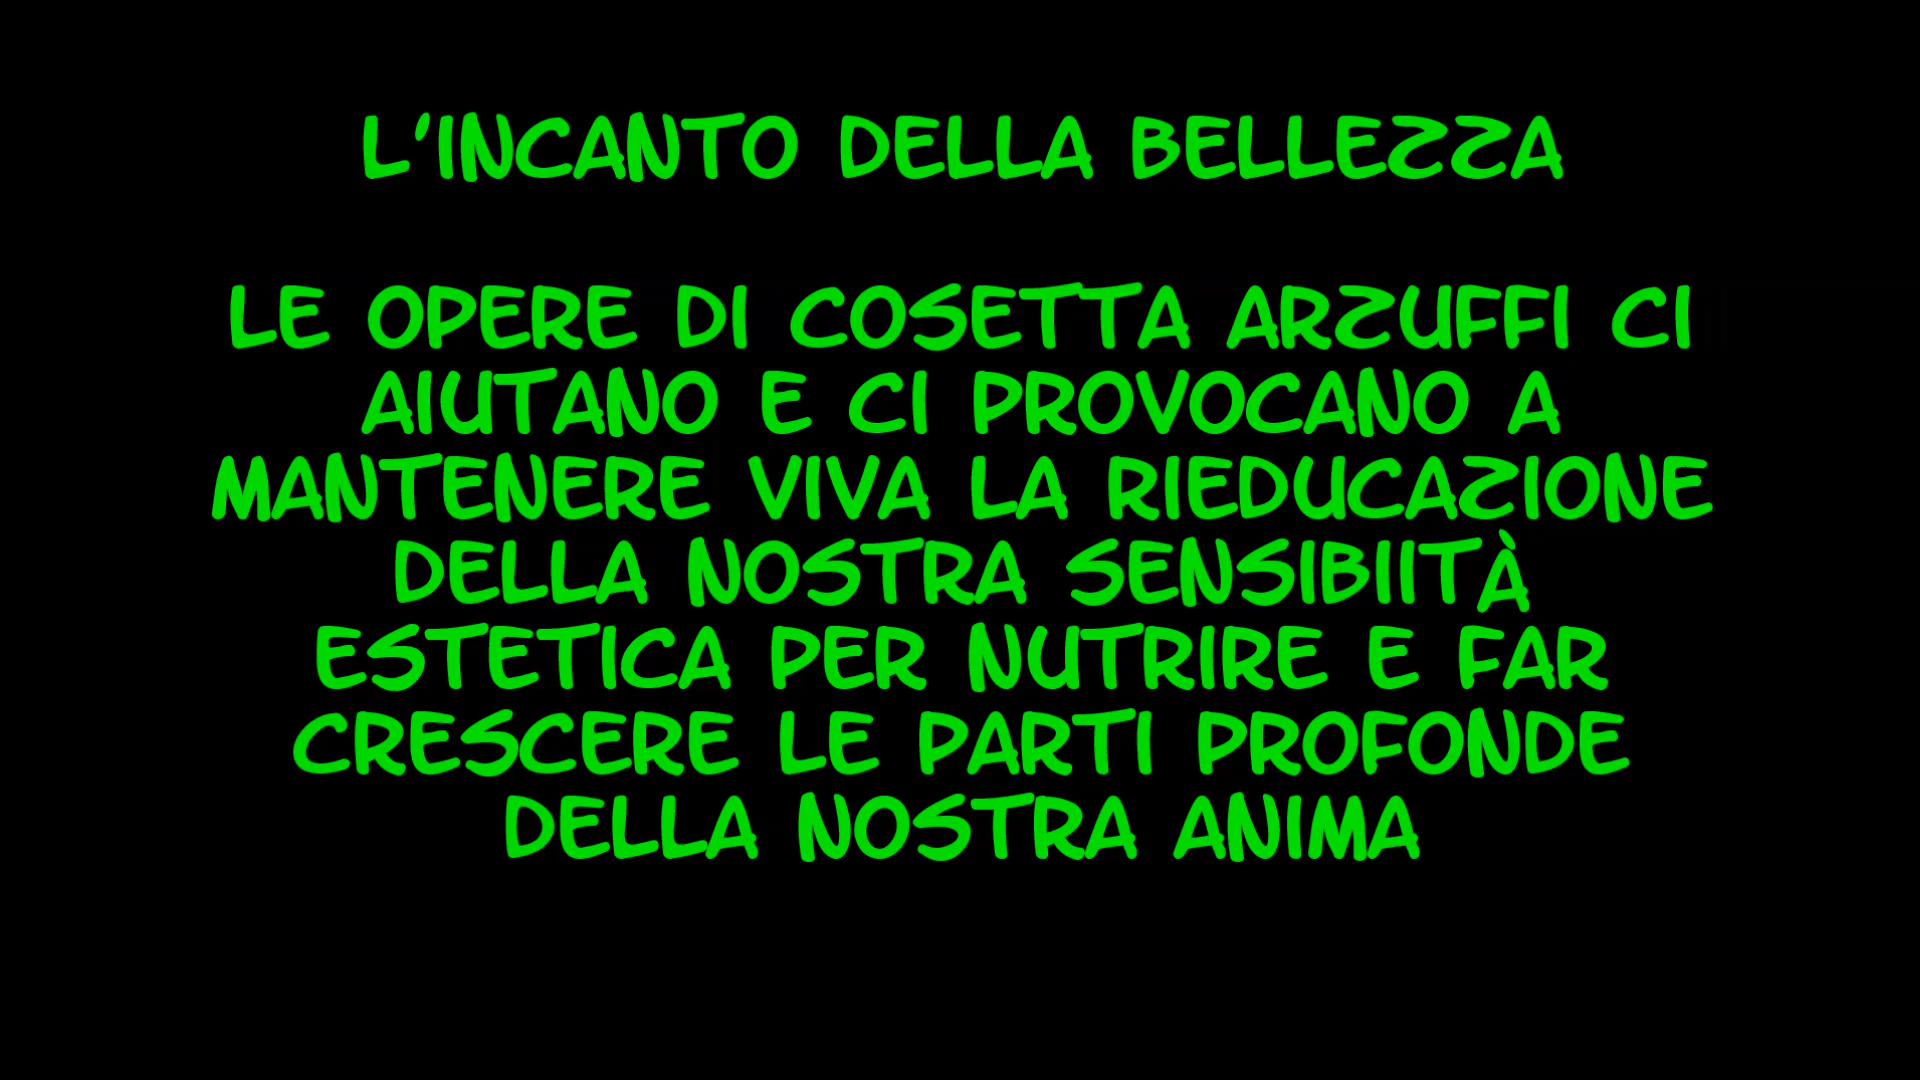 L'INCANTO DELLA BELLEZZA
LE OPERE DI COSETTA ARZUFFI CI
AIUTANO E CI PROVOCANO A
MANTENERE VIVA LA RIEDUCAZIONE
DELLA NOSTRA SENSIBIITÀ
ESTETICA PER NUTRIRE E FAR
CRESCERE LE PARTI PROFONDE
DELLA NOSTRA ANIMA